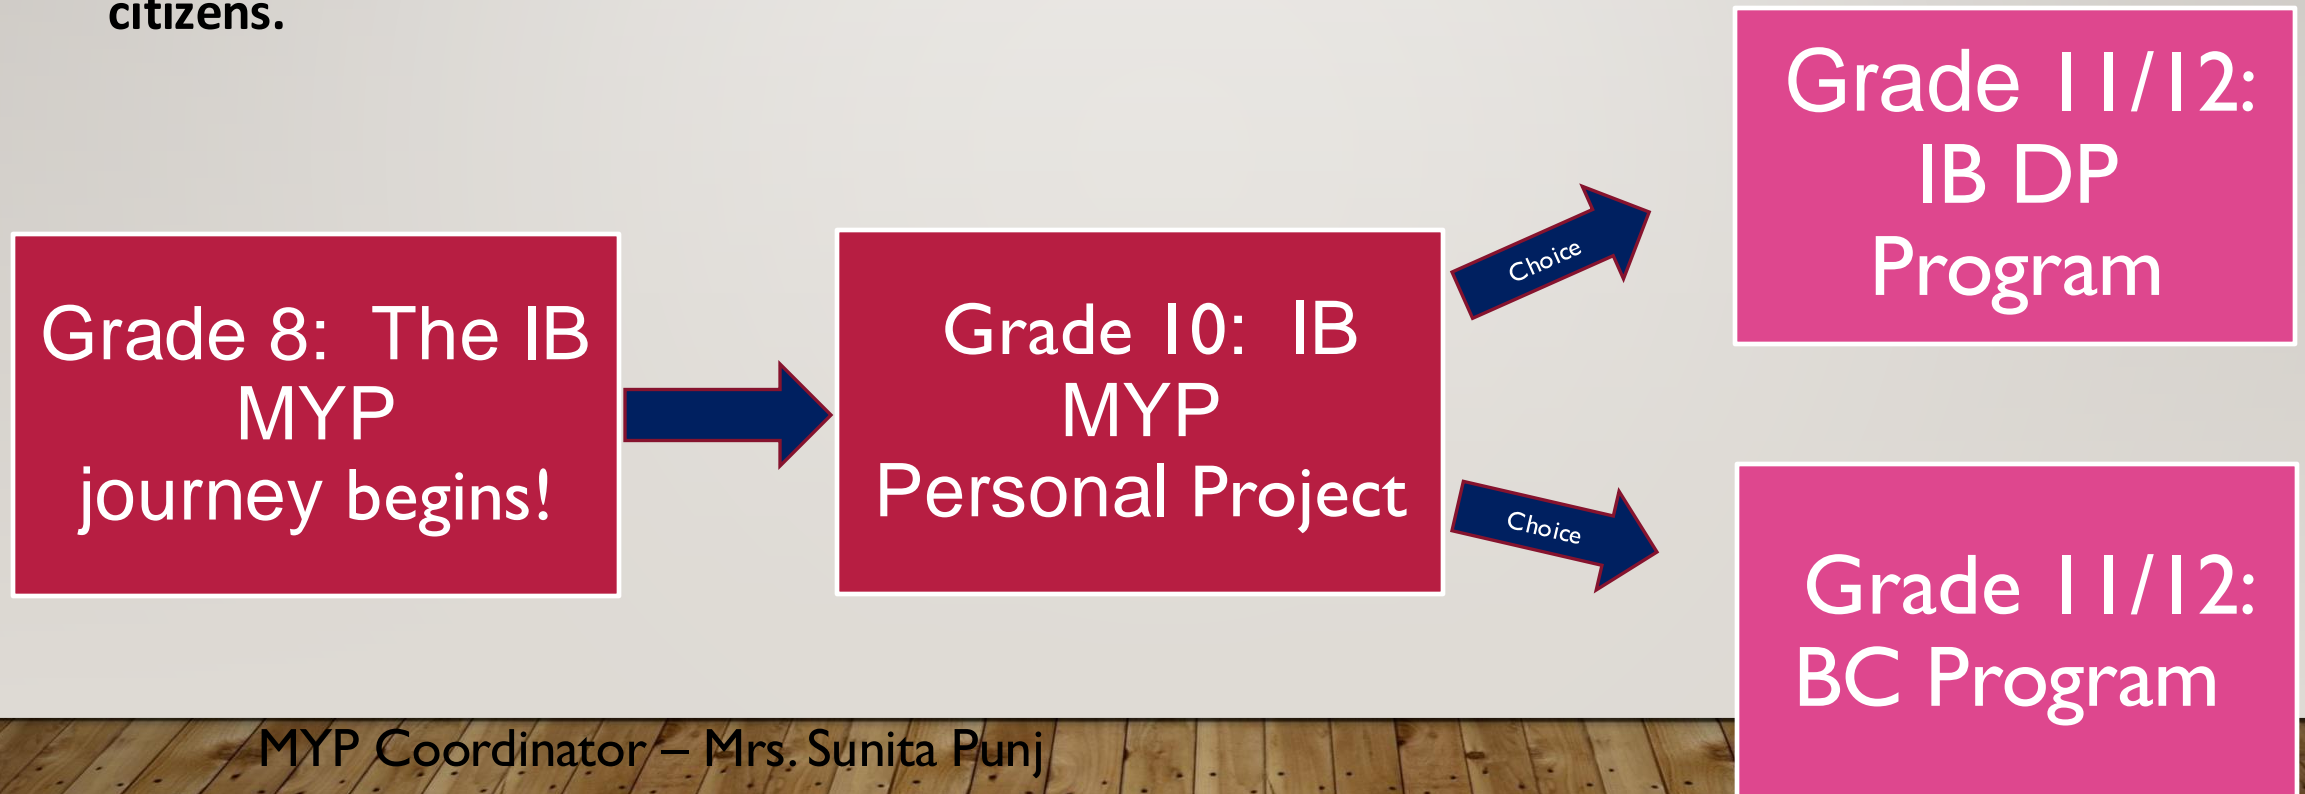 citizens.
Grade 8:  The IB
MYP
journey begins!
Grade 10:  IB
MYP
Personal Project
Choice
Choice
Grade 11/12:
IB DP
Program
Grade 11/12:
BC Program
MYP Coordinator – Mrs. Sunita Punj